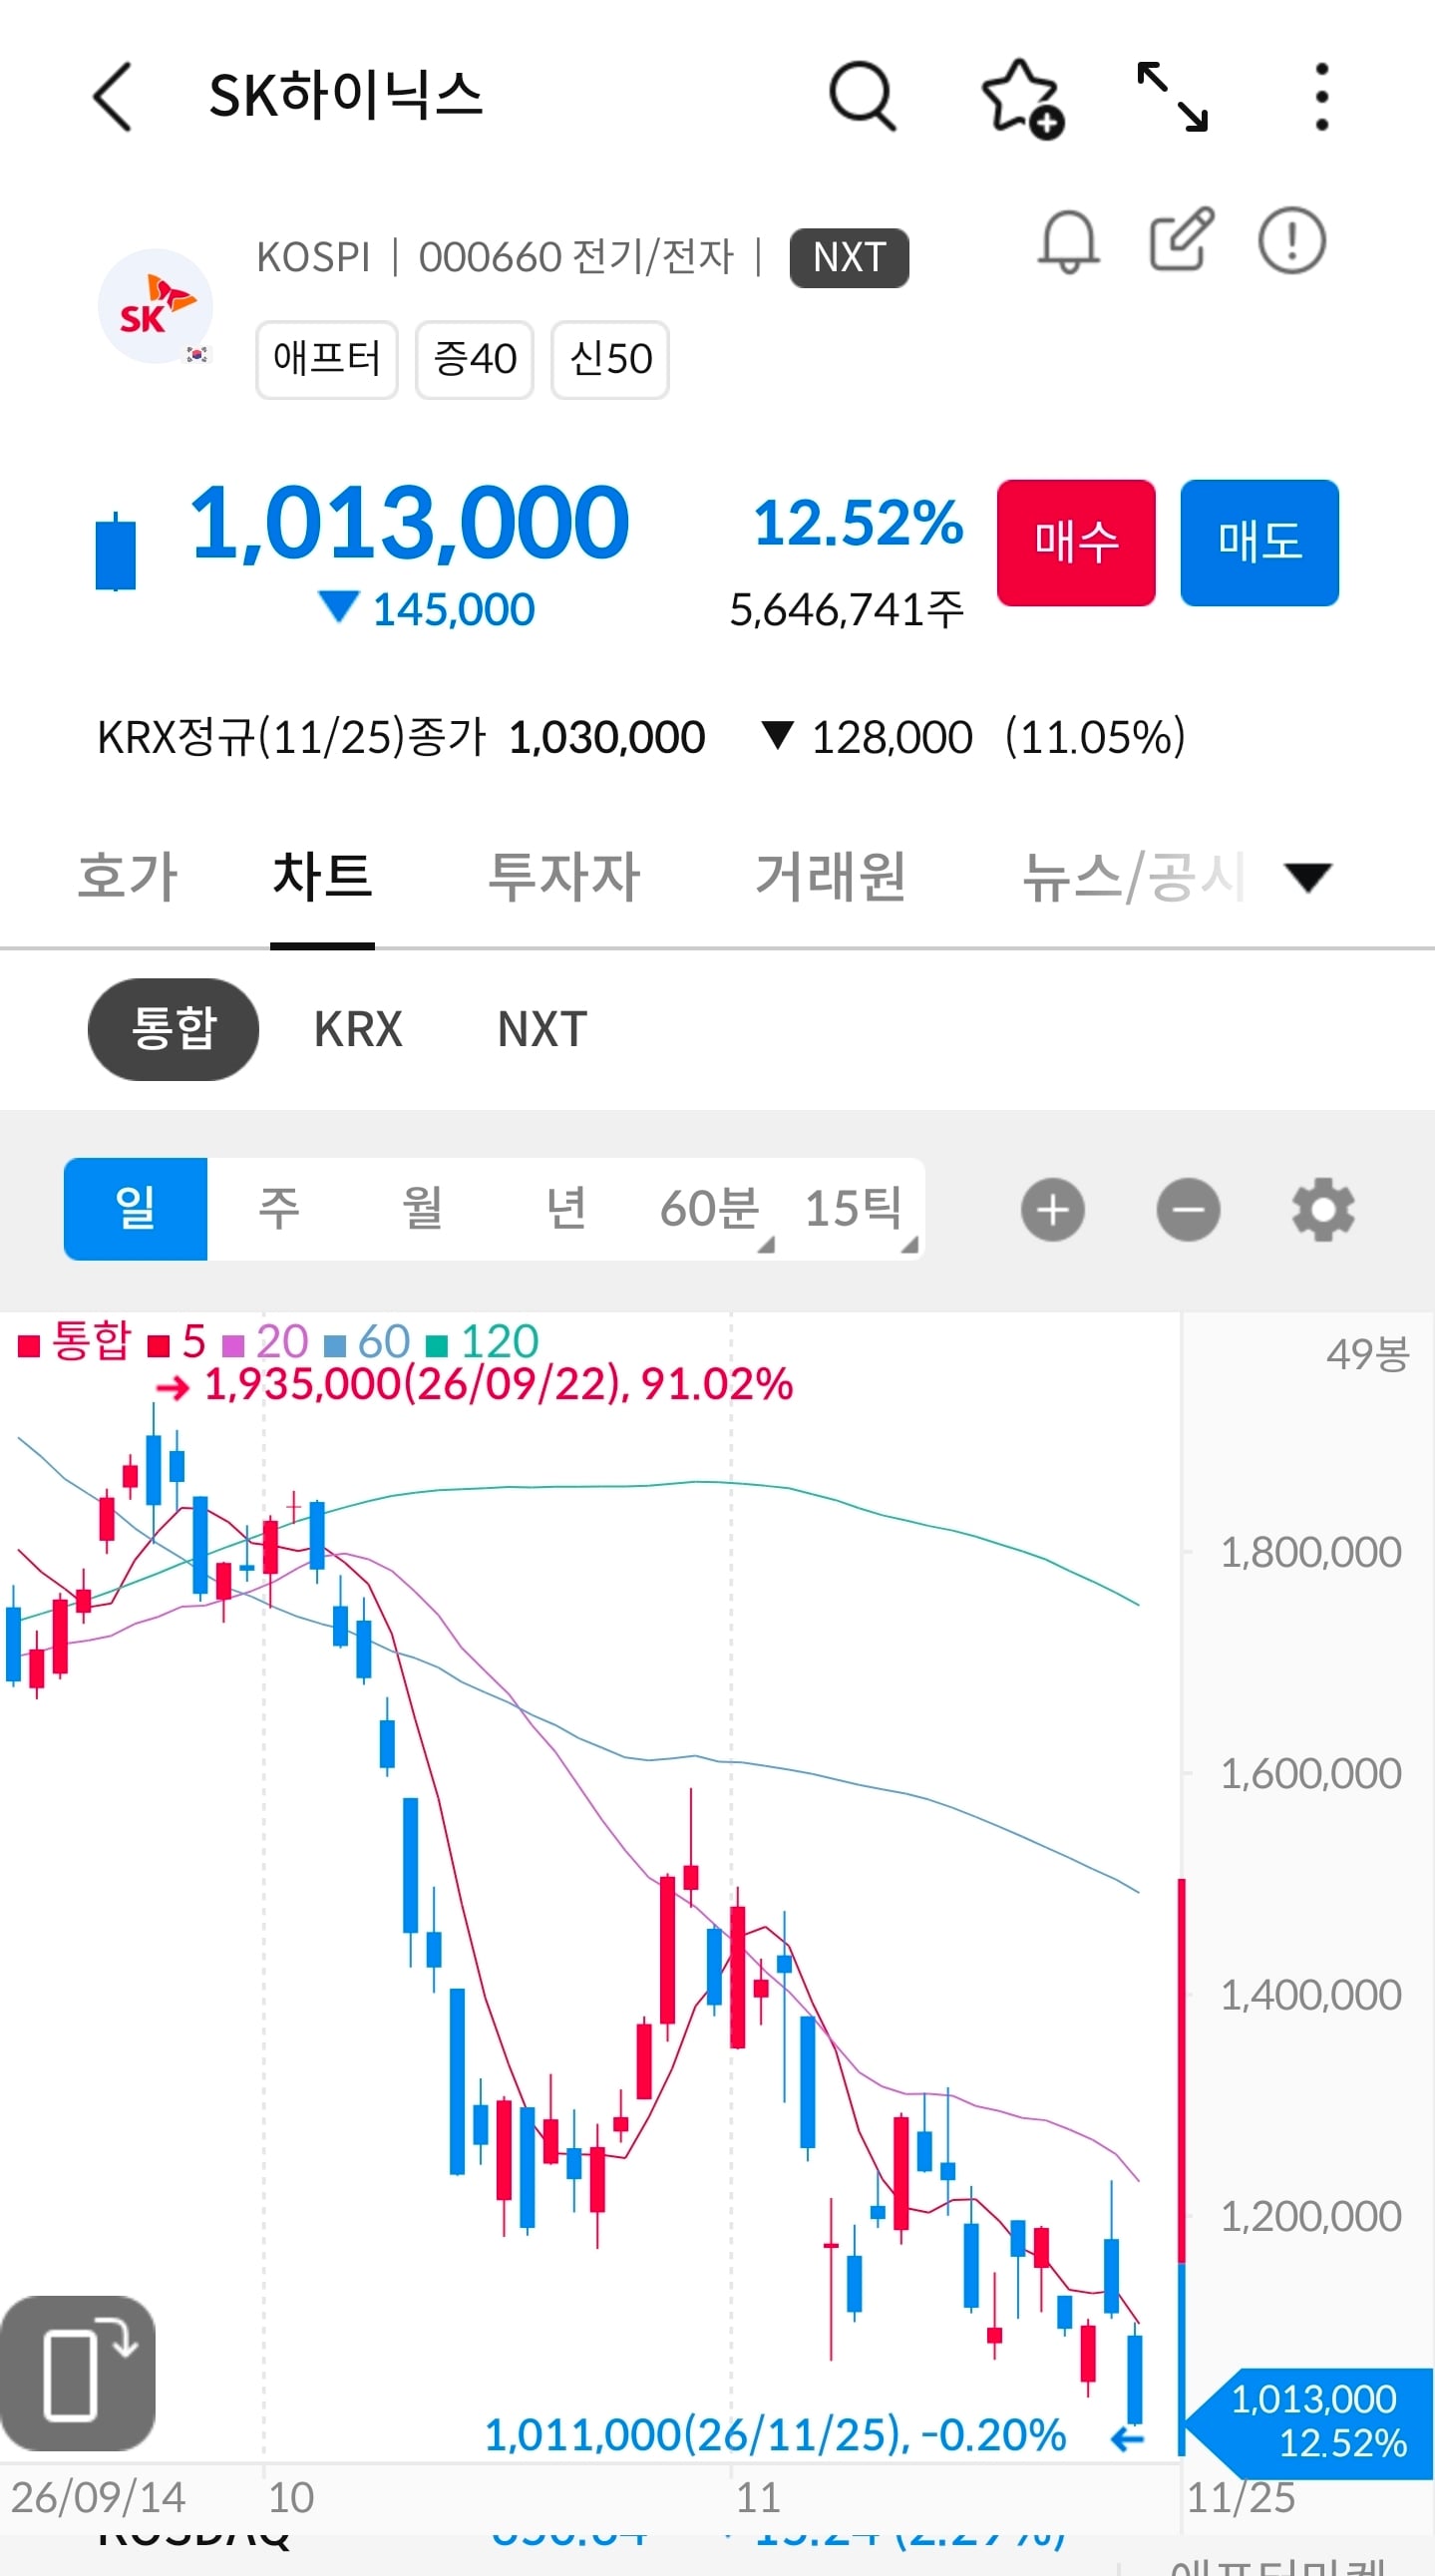 SK하이닉스
KOSPI | 000660 전기/전자 | NXT
SK
애프터 증40 신50
1,013,000 12.52% 매수 매도
▼ 145,000 5,646,741주
KRX정규(11/25)종가 1,030,000 ▼ 128,000 (11.05%)
호가 차트 투자자 거래원 뉴스/공시 ▼
통합 KRX NXT
일 주 월 년 60분 15틱
통합 5 20 60 120 49봉
→ 1,935,000(26/09/22), 91.02%
1,800,000
1,600,000
1,400,000
1,200,000
1,013,000
12.52%
1,011,000(26/11/25), -0.20% ←
26/09/14 10 11 11/25
KOSDAQ